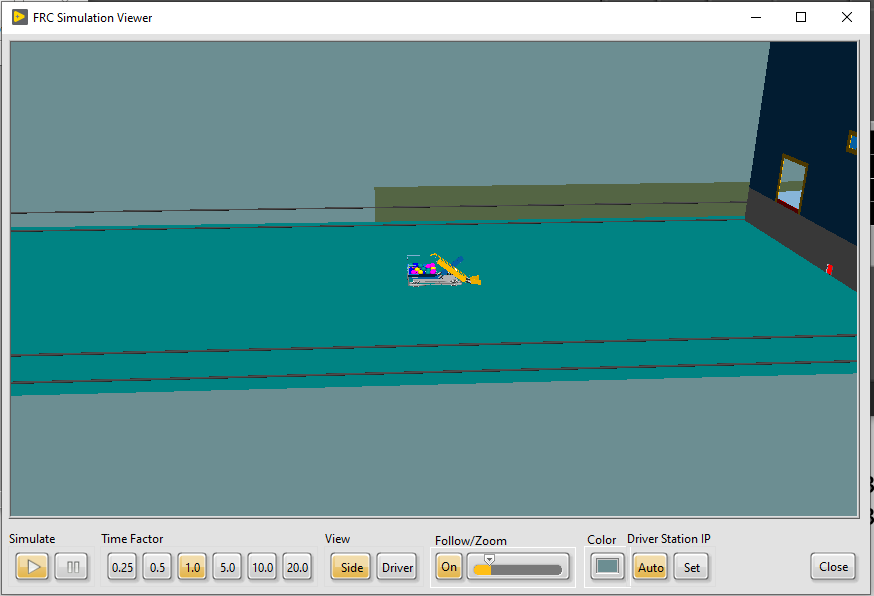 FRC Simulation Viewer
Simulate Time Factor View Follow/Zoom Color Driver Station IP
0.25 0.5 1.0 5.0 10.0 20.0 Side Driver On Auto Set Close